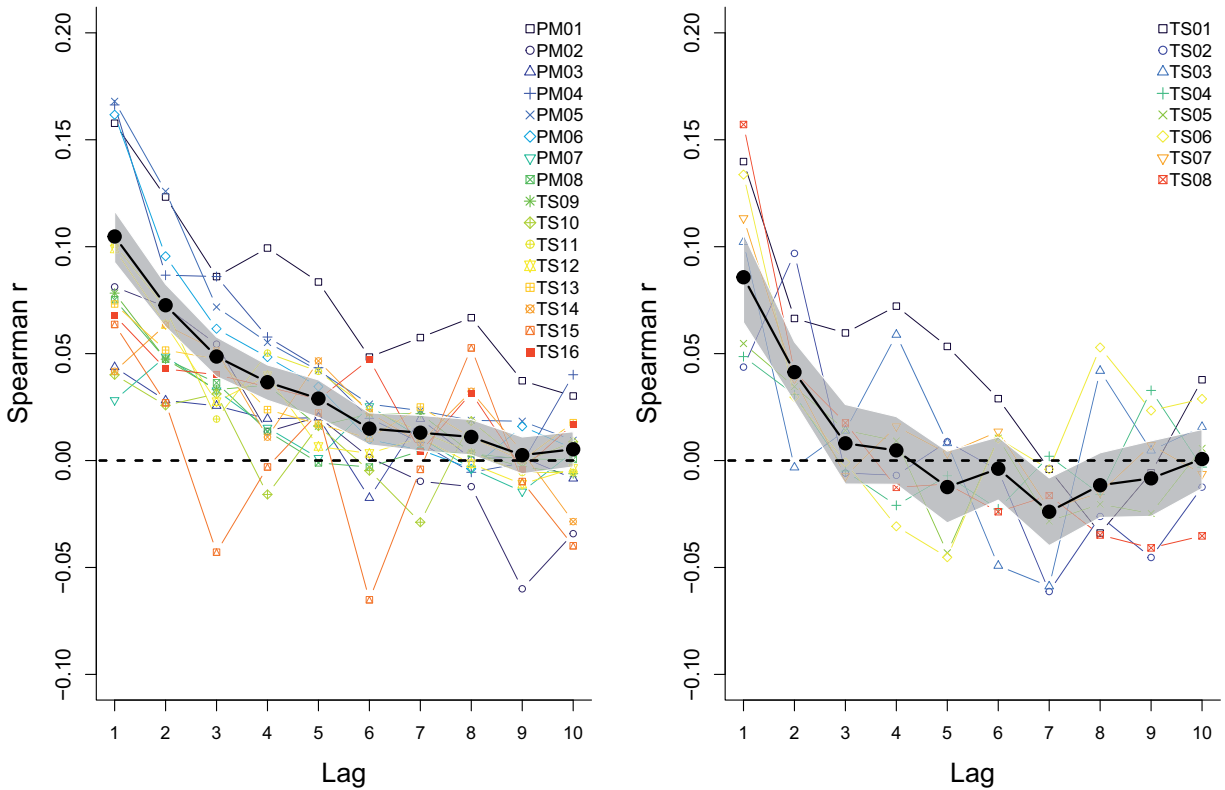 Spearman r
0.20
0.15
0.10
0.05
0.00
−0.05
−0.10
PM01
PM02
PM03
PM04
PM05
PM06
PM07
PM08
TS09
TS10
TS11
TS12
TS13
TS14
TS15
TS16
1 2 3 4 5 6 7 8 9 10
Lag
Spearman r
0.20
0.15
0.10
0.05
0.00
−0.05
−0.10
TS01
TS02
TS03
TS04
TS05
TS06
TS07
TS08
1 2 3 4 5 6 7 8 9 10
Lag